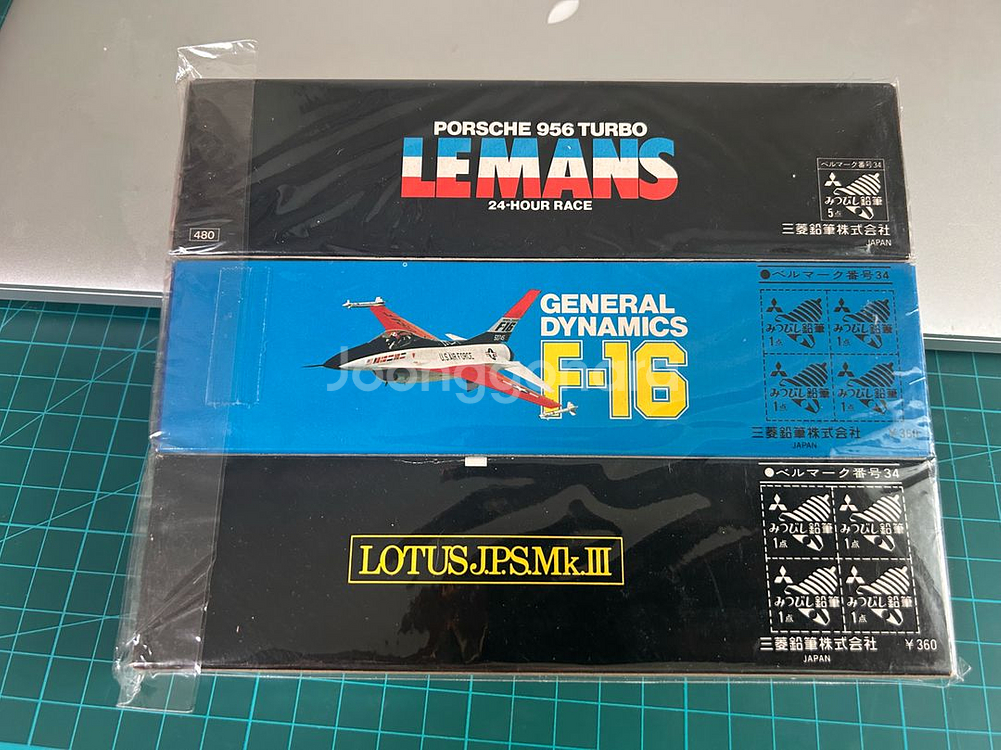 PORSCHE 956 TURBO
LEMANS
24-HOUR RACE
480
ベルマーク番号34
みつびし鉛筆
5点
三菱鉛筆株式会社
JAPAN
GENERAL
DYNAMICS
F-16
F16
U.S. AIR FORCE
●ベルマーク番号34
みつびし鉛筆 みつびし鉛筆
1点 1点
みつびし鉛筆 みつびし鉛筆
1点 1点
三菱鉛筆株式会社
JAPAN
Joonggonara
LOTUS J.P.S.Mk.III
●ベルマーク番号34
みつびし鉛筆 みつびし鉛筆
1点 1点
みつびし鉛筆 みつびし鉛筆
1点 1点
三菱鉛筆株式会社 ¥360
JAPAN